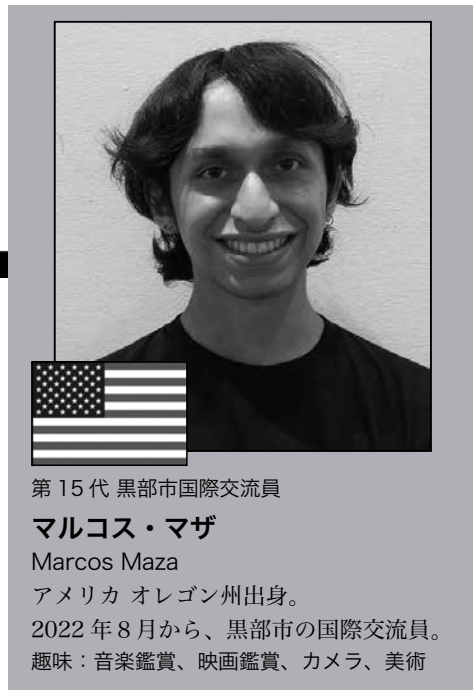 第 15 代 黒部市国際交流員
マルコス・マザ
Marcos Maza
アメリカ オレゴン州出身。
2022 年８月から、黒部市の国際交流員。
趣味：音楽鑑賞、映画鑑賞、カメラ、美術